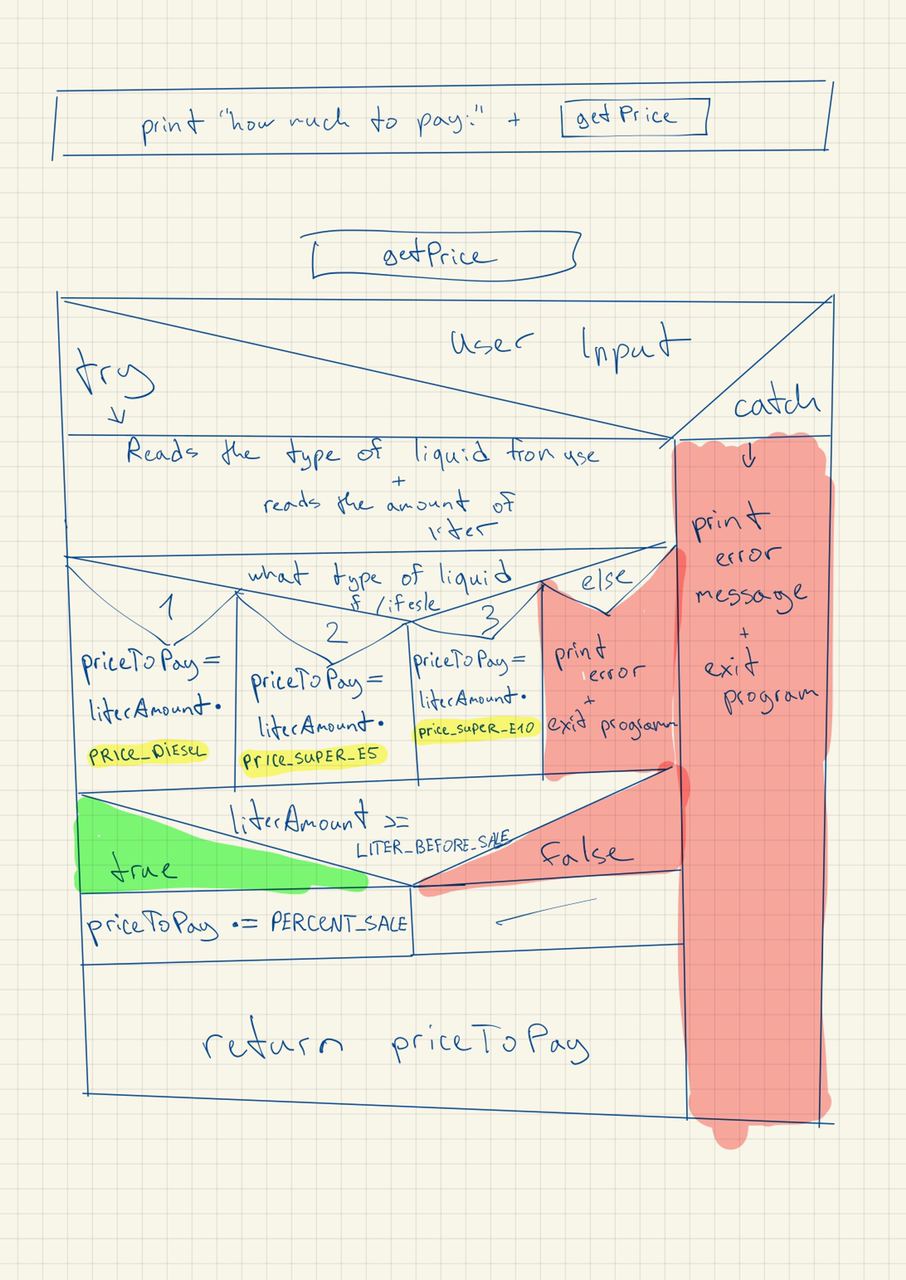 print "how much to pay:" + getPrice
getPrice
User Input
try
catch
Reads the type of liquid from use
+
reads the amount of
liter
print
error
message
+
exit
program
what type of liquid
if / ifesle
1
2
3
else
priceToPay =
literAmount •
PRICE_DIESEL
priceToPay =
literAmount •
PRICE_SUPER_E5
priceToPay =
literAmount •
price_SUPER_E10
print
error
+
exit program
literAmount >=
LITER_BEFORE_SALE
true
False
priceToPay •= PERCENT_SALE
return priceToPay